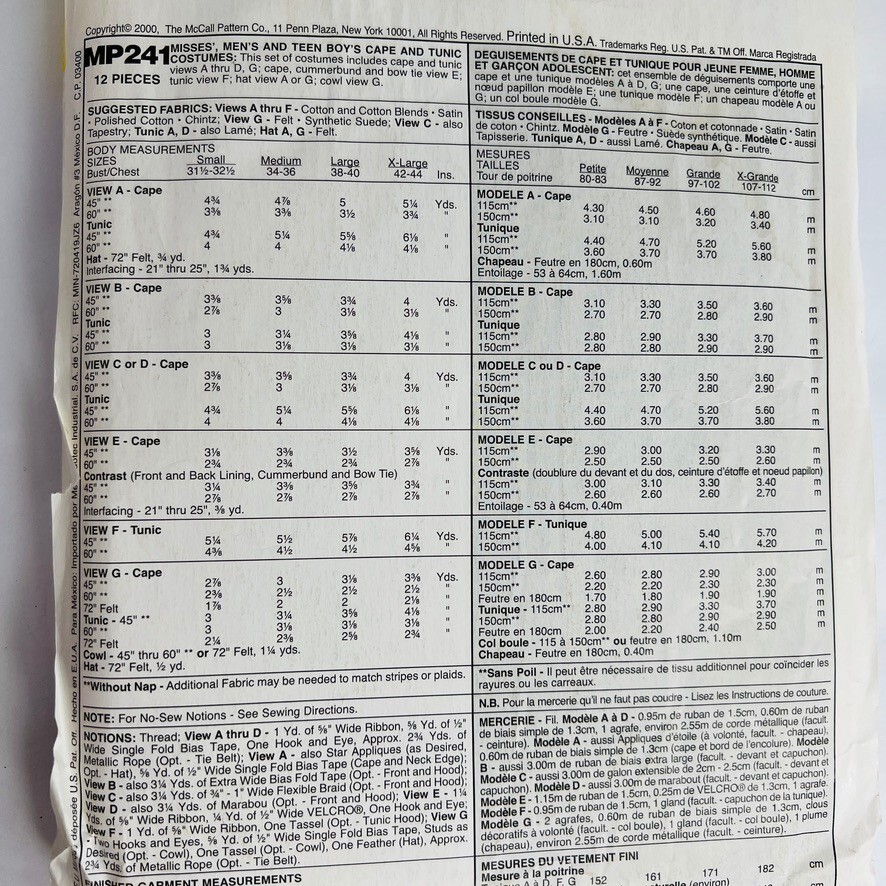 Copyright© 2000, The McCall Pattern Co., 11 Penn Plaza, New York 10001, All Rights Reserved. Printed in U.S.A. Trademarks Reg. U.S. Pat. & TM Off. Marca Registrada
MP241 MISSES', MEN'S AND TEEN BOY'S CAPE AND TUNIC
COSTUMES: This set of costumes includes cape and tunic
views A thru D, G; cape, cummerbund and bow tie view E;
12 PIECES tunic view F; hat view A or G; cowl view G.
SUGGESTED FABRICS: Views A thru F - Cotton and Cotton Blends · Satin
· Polished Cotton · Chintz; View G - Felt · Synthetic Suede; View C - also
Tapestry; Tunic A, D - also Lamé; Hat A, G - Felt.
BODY MEASUREMENTS
SIZES Small Medium Large X-Large
Bust/Chest 31½-32½ 34-36 38-40 42-44 Ins.
VIEW A - Cape
45" ** 4¾ 4⅞ 5 5¼ Yds.
60" ** 3⅜ 3⅜ 3½ 3¾ "
Tunic
45" ** 4¾ 5¼ 5⅝ 6⅛ "
60" ** 4 4 4⅛ 4⅛ "
Hat - 72" Felt, ¾ yd.
Interfacing - 21" thru 25", 1¾ yds.
VIEW B - Cape
45" ** 3⅜ 3⅝ 3¾ 4 Yds.
60" ** 2⅞ 3 3⅛ 3⅛ "
Tunic
45" ** 3 3¼ 3⅝ 4⅛ "
60" ** 3 3⅛ 3⅛ 3⅛ "
VIEW C or D - Cape
45" ** 3⅜ 3⅝ 3¾ 4 Yds.
60" ** 2⅞ 3 3⅛ 3⅛ "
Tunic
45" ** 4¾ 5¼ 5⅝ 6⅛ "
60" ** 4 4 4⅛ 4⅛ "
VIEW E - Cape
45" ** 3⅛ 3⅜ 3½ 3⅝ Yds.
60" ** 2¾ 2¾ 2¾ 2⅞ "
Contrast (Front and Back Lining, Cummerbund and Bow Tie)
45" ** 3¼ 3⅜ 3⅝ 3¾ "
60" ** 2⅞ 2⅞ 2⅞ 2⅞ "
Interfacing - 21" thru 25", ⅜ yd.
VIEW F - Tunic
45" ** 5¼ 5½ 5⅞ 6¼ Yds.
60" ** 4⅜ 4½ 4½ 4⅝ "
VIEW G - Cape
45" ** 2⅞ 3 3⅛ 3⅜ Yds.
60" ** 2⅜ 2½ 2½ 2½ "
72" Felt 1⅞ 2 2 2⅛ "
Tunic - 45" ** 3 3¼ 3⅝ 4⅛ "
60" ** 3 3⅛ 3⅛ 3⅛ "
72" Felt 2¼ 2⅜ 2⅝ 2¾ "
Cowl - 45" thru 60" ** or 72" Felt, 1¼ yds.
Hat - 72" Felt, ½ yd.
**Without Nap - Additional Fabric may be needed to match stripes or plaids.
NOTE: For No-Sew Notions - See Sewing Directions.
NOTIONS: Thread; View A thru D - 1 Yd. of ⅝" Wide Ribbon, ⅝ Yd. of ½"
Wide Single Fold Bias Tape, One Hook and Eye, Approx. 2¾ Yds. of
Metallic Rope (Opt. - Tie Belt); View A - also Star Appliques (as Desired,
Opt. - Hat), ⅝ Yd. of ½" Wide Single Fold Bias Tape (Cape and Neck Edge);
View B - also 3¼ Yds. of Extra Wide Bias Fold Tape (Opt. - Front and Hood);
View C - also 3¼ Yds. of ¾" - 1" Wide Flexible Braid (Opt. - Front and Hood);
View D - also 3¼ Yds. of Marabou (Opt. - Front and Hood); View E - 1¼
Yds. of ⅝" Wide Ribbon, ¼ Yd. of ½" Wide VELCRO®, One Hook and Eye;
View F - 1 Yd. of ⅝" Wide Ribbon, One Tassel (Opt. - Tunic Hood); View G
- Two Hooks and Eyes, ⅝ Yd. of ½" Wide Single Fold Bias Tape, Studs as
Desired (Opt. - Cowl), One Tassel (Opt. - Cowl), One Feather (Hat), Approx.
2¾ Yds. of Metallic Rope (Opt. - Tie Belt).
FINISHED GARMENT MEASUREMENTS
DEGUISEMENTS DE CAPE ET TUNIQUE POUR JEUNE FEMME, HOMME
ET GARÇON ADOLESCENT: cet ensemble de déguisements comporte une
cape et une tunique modèles A à D, G; une cape, une ceinture d'étoffe et
nœud papillon modèle E; une tunique modèle F; un chapeau modèle A ou
G; un col boule modèle G.
TISSUS CONSEILLES - Modèles A à F - Coton et cotonnade · Satin · Satin
de coton · Chintz. Modèle G - Feutre · Suède synthétique. Modèle C - aussi
Tapisserie. Tunique A, D - aussi Lamé. Chapeau A, G - Feutre.
MESURES
TAILLES Petite Moyenne Grande X-Grande
Tour de poitrine 80-83 87-92 97-102 107-112 cm
MODELE A - Cape
115cm** 4.30 4.50 4.60 4.80 m
150cm** 3.10 3.10 3.20 3.40 m
Tunique
115cm** 4.40 4.70 5.20 5.60 m
150cm** 3.60 3.70 3.70 3.80 m
Chapeau - Feutre en 180cm, 0.60m
Entoilage - 53 à 64cm, 1.60m
MODELE B - Cape
115cm** 3.10 3.30 3.50 3.60 m
150cm** 2.70 2.70 2.80 2.90 m
Tunique
115cm** 2.80 2.90 3.30 3.70 m
150cm** 2.80 2.80 2.90 2.90 m
MODELE C ou D - Cape
115cm** 3.10 3.30 3.50 3.60 m
150cm** 2.70 2.70 2.80 2.90 m
Tunique
115cm** 4.40 4.70 5.20 5.60 m
150cm** 3.60 3.70 3.70 3.80 m
MODELE E - Cape
115cm** 2.90 3.00 3.20 3.30 m
150cm** 2.50 2.50 2.50 2.60 m
Contraste (doublure du devant et du dos, ceinture d'étoffe et noeud papillon)
115cm** 3.00 3.10 3.30 3.40 m
150cm** 2.60 2.60 2.60 2.70 m
Entoilage - 53 à 64cm, 0.40m
MODELE F - Tunique
115cm** 4.80 5.00 5.40 5.70 m
150cm** 4.00 4.10 4.10 4.20 m
MODELE G - Cape
115cm** 2.60 2.80 2.90 3.00 m
150cm** 2.20 2.20 2.30 2.30 m
Feutre en 180cm 1.70 1.80 1.90 1.90 m
Tunique - 115cm** 2.80 2.90 3.30 3.70 m
150cm** 2.80 2.80 2.90 2.90 m
Feutre en 180cm 2.00 2.20 2.40 2.50 m
Col boule - 115 à 150cm** ou feutre en 180cm, 1.10m
Chapeau - Feutre en 180cm, 0.40m
**Sans Poil - Il peut être nécessaire de tissu additionnel pour coïncider les
rayures ou les carreaux.
N.B. Pour la mercerie qu'il ne faut pas coudre - Lisez les Instructions de couture.
MERCERIE - Fil. Modèle A à D - 0.95m de ruban de 1.5cm, 0.60m de ruban
de biais simple de 1.3cm, 1 agrafe, environ 2.55m de corde métallique (facult.
- ceinture). Modèle A - aussi Appliques d'étoile (à volonté, facult. - chapeau),
0.60m de ruban de biais simple de 1.3cm (cape et bord de l'encolure). Modèle
B - aussi 3.00m de ruban de biais extra large (facult. - devant et capuchon).
Modèle C - aussi 3.00m de galon extensible de 2cm - 2.5cm (facult. - devant et
capuchon). Modèle D - aussi 3.00m de marabout (facult. - devant et capuchon).
Modèle E - 1.15m de ruban de 1.5cm, 0.25m de VELCRO® de 1.3cm, 1 agrafe.
Modèle F - 0.95m de ruban de 1.5cm, 1 gland (facult. - capuchon de la tunique).
Modèle G - 2 agrafes, 0.60m de ruban de biais simple de 1.3cm, clous
décoratifs à volonté (facult. - col boule), 1 gland (facult. - col boule), 1 plume
(chapeau), environ 2.55m de corde métallique (facult. - ceinture).
MESURES DU VETEMENT FINI
Mesure à la poitrine
Tunique A à D, F, G 152 161 171 182 cm